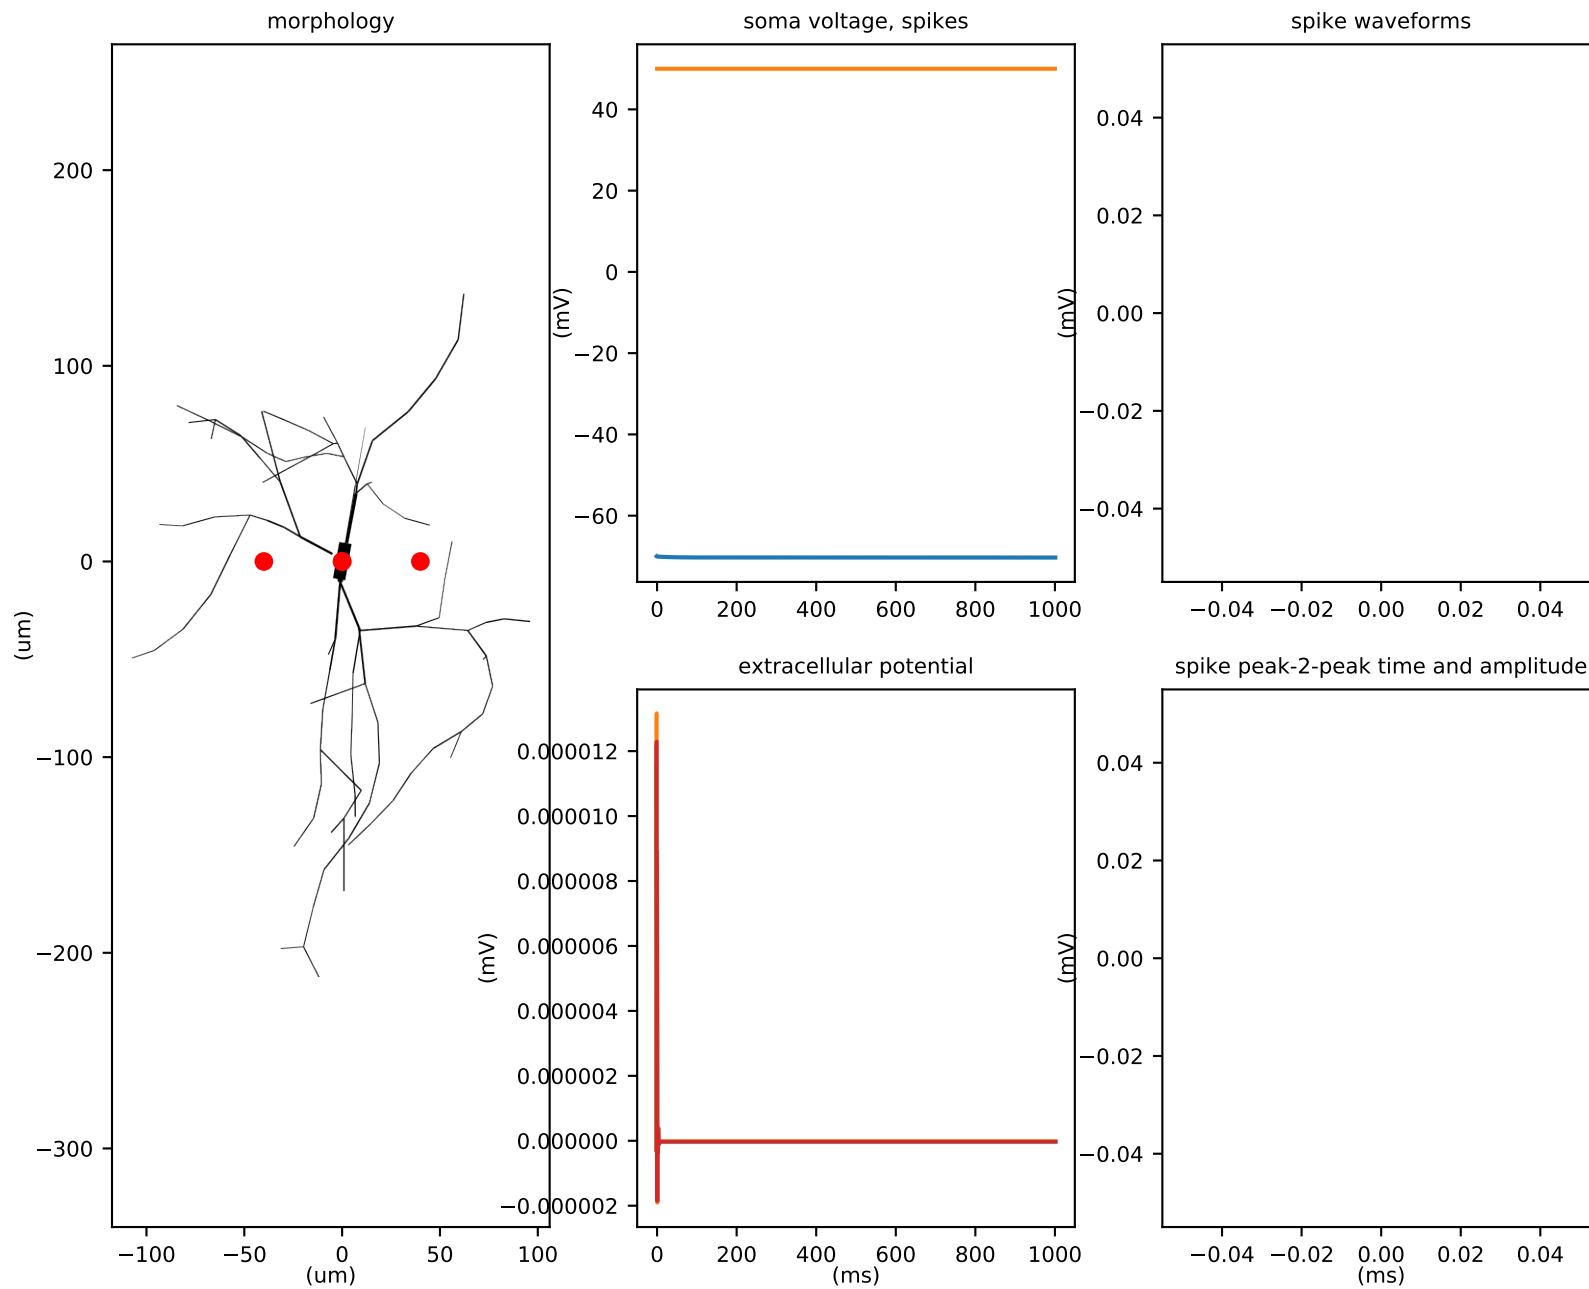 morphology
200
100
0
−100
−200
−300
(um)
−100 −50 0 50 100
(um)
soma voltage, spikes
40
20
0
−20
−40
−60
(mV)
0 200 400 600 800 1000
spike waveforms
0.04
0.02
0.00
−0.02
−0.04
(mV)
−0.04 −0.02 0.00 0.02 0.04
extracellular potential
0.000012
0.000010
0.000008
0.000006
0.000004
0.000002
0.000000
−0.000002
(mV)
0 200 400 600 800 1000
(ms)
spike peak-2-peak time and amplitude
0.04
0.02
0.00
−0.02
−0.04
(mV)
−0.04 −0.02 0.00 0.02 0.04
(ms)